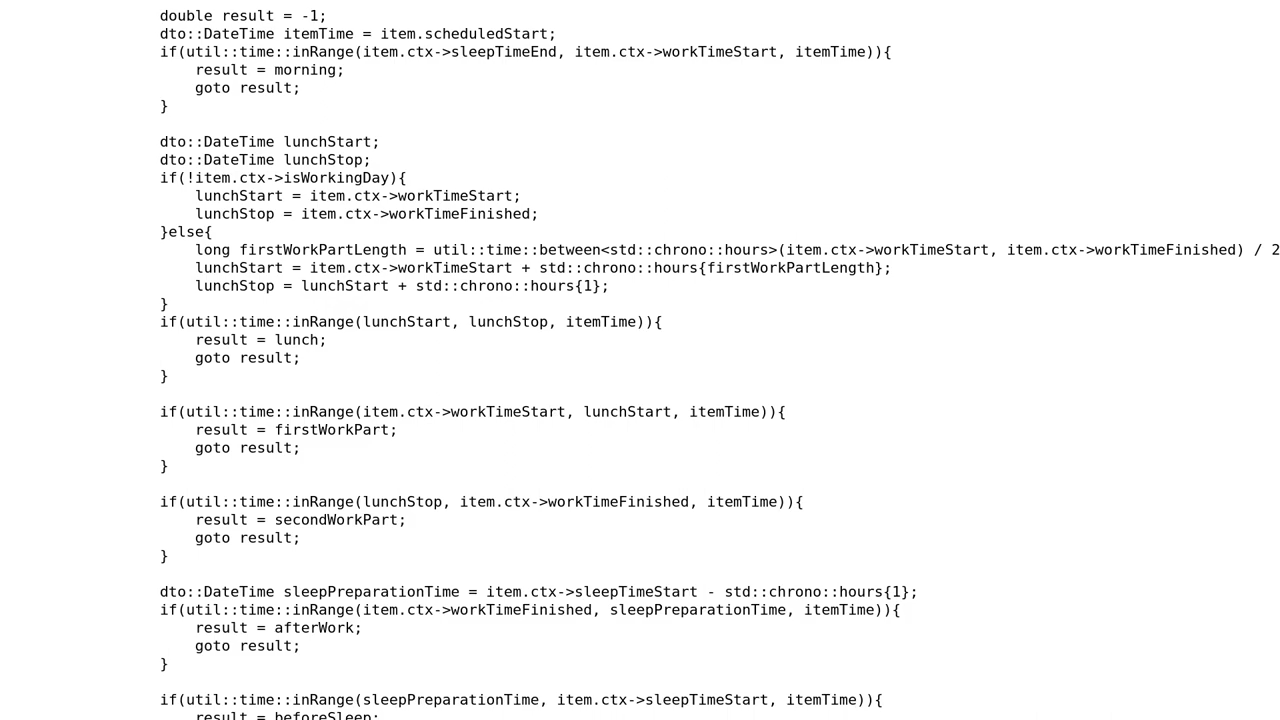 double result = -1;
dto::DateTime itemTime = item.scheduledStart;
if(util::time::inRange(item.ctx->sleepTimeEnd, item.ctx->workTimeStart, itemTime)){
    result = morning;
    goto result;
}

dto::DateTime lunchStart;
dto::DateTime lunchStop;
if(!item.ctx->isWorkingDay){
    lunchStart = item.ctx->workTimeStart;
    lunchStop = item.ctx->workTimeFinished;
}else{
    long firstWorkPartLength = util::time::between<std::chrono::hours>(item.ctx->workTimeStart, item.ctx->workTimeFinished) / 2
    lunchStart = item.ctx->workTimeStart + std::chrono::hours{firstWorkPartLength};
    lunchStop = lunchStart + std::chrono::hours{1};
}
if(util::time::inRange(lunchStart, lunchStop, itemTime)){
    result = lunch;
    goto result;
}

if(util::time::inRange(item.ctx->workTimeStart, lunchStart, itemTime)){
    result = firstWorkPart;
    goto result;
}

if(util::time::inRange(lunchStop, item.ctx->workTimeFinished, itemTime)){
    result = secondWorkPart;
    goto result;
}

dto::DateTime sleepPreparationTime = item.ctx->sleepTimeStart - std::chrono::hours{1};
if(util::time::inRange(item.ctx->workTimeFinished, sleepPreparationTime, itemTime)){
    result = afterWork;
    goto result;
}

if(util::time::inRange(sleepPreparationTime, item.ctx->sleepTimeStart, itemTime)){
    result = beforeSleep;